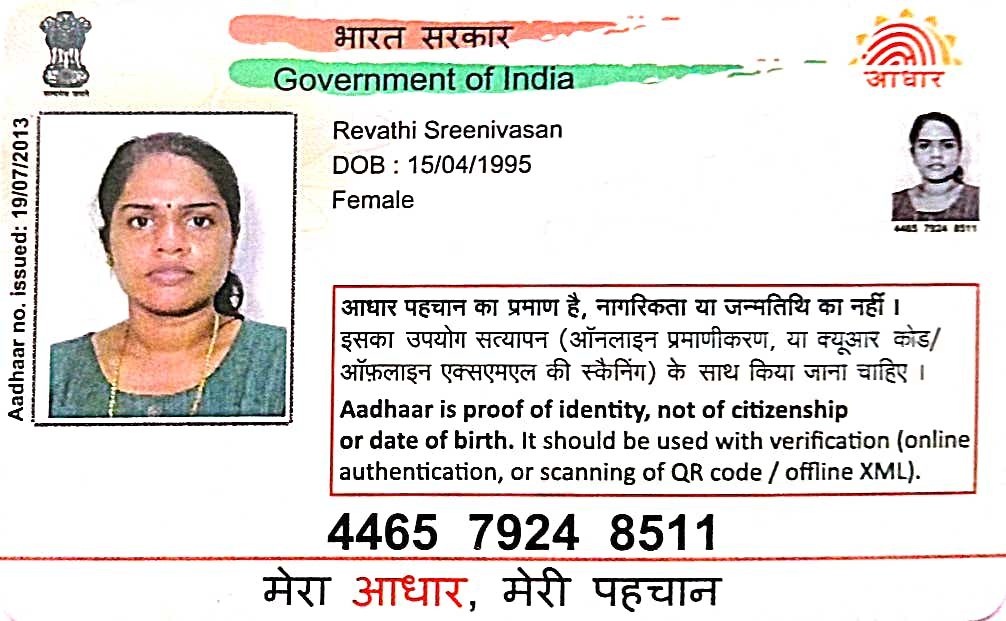 भारत सरकार
Government of India
आधार
सत्यमेव जयते
Aadhaar no. issued: 19/07/2013
Revathi Sreenivasan
DOB : 15/04/1995
Female
4465 7924 8511
आधार पहचान का प्रमाण है, नागरिकता या जन्मतिथि का नहीं ।
इसका उपयोग सत्यापन (ऑनलाइन प्रमाणीकरण, या क्यूआर कोड/
ऑफ़लाइन एक्सएमएल की स्कैनिंग) के साथ किया जाना चाहिए ।
Aadhaar is proof of identity, not of citizenship
or date of birth. It should be used with verification (online
authentication, or scanning of QR code / offline XML).
4465 7924 8511
मेरा आधार, मेरी पहचान